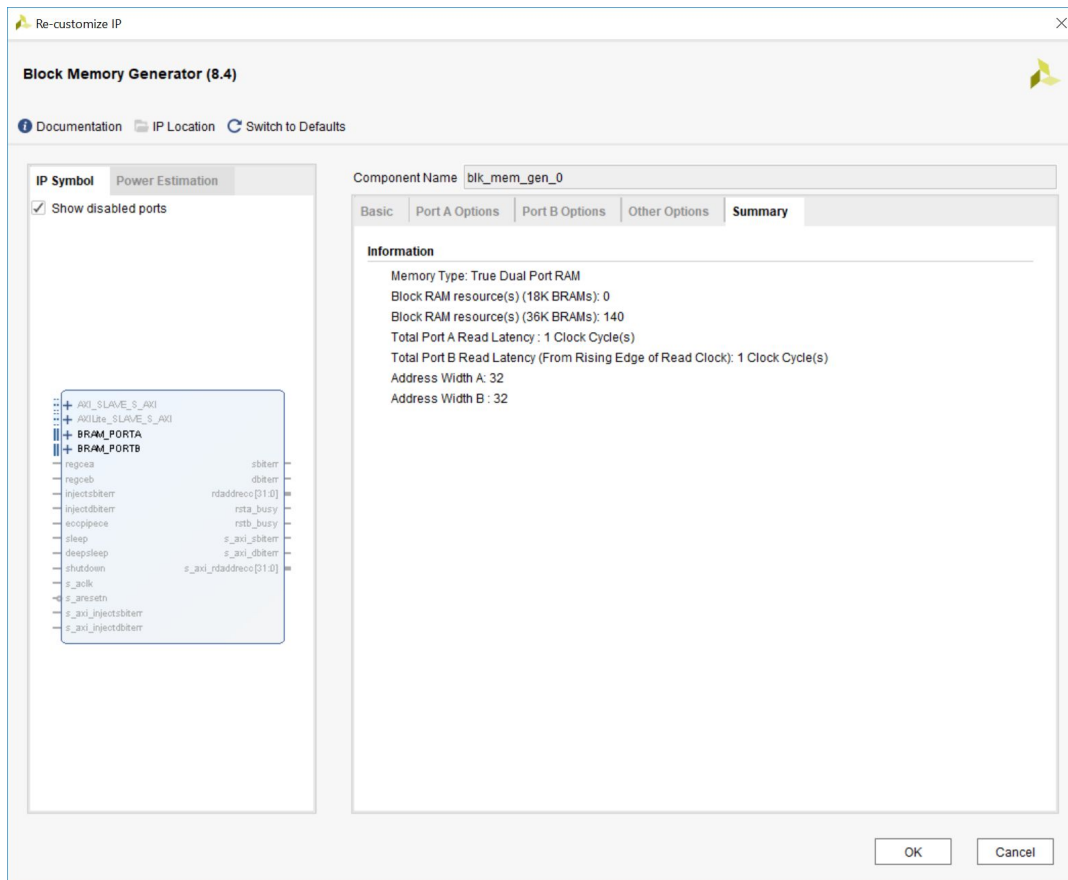 Re-customize IP
Block Memory Generator (8.4)
Documentation IP Location Switch to Defaults
IP Symbol Power Estimation
Show disabled ports
AXI_SLAVE_S_AXI
AXILite_SLAVE_S_AXI
BRAM_PORTA
BRAM_PORTB
regcea
regceb
injectsbiterr
injectdbiterr
eccpipece
sleep
deepsleep
shutdown
s_aclk
s_aresetn
s_axi_injectsbiterr
s_axi_injectdbiterr
sbiterr
dbiterr
rdaddrecc[31:0]
rsta_busy
rstb_busy
s_axi_sbiterr
s_axi_dbiterr
s_axi_rdaddrecc[31:0]
Component Name blk_mem_gen_0
Basic Port A Options Port B Options Other Options Summary
Information
Memory Type: True Dual Port RAM
Block RAM resource(s) (18K BRAMs): 0
Block RAM resource(s) (36K BRAMs): 140
Total Port A Read Latency : 1 Clock Cycle(s)
Total Port B Read Latency (From Rising Edge of Read Clock): 1 Clock Cycle(s)
Address Width A: 32
Address Width B : 32
OK Cancel